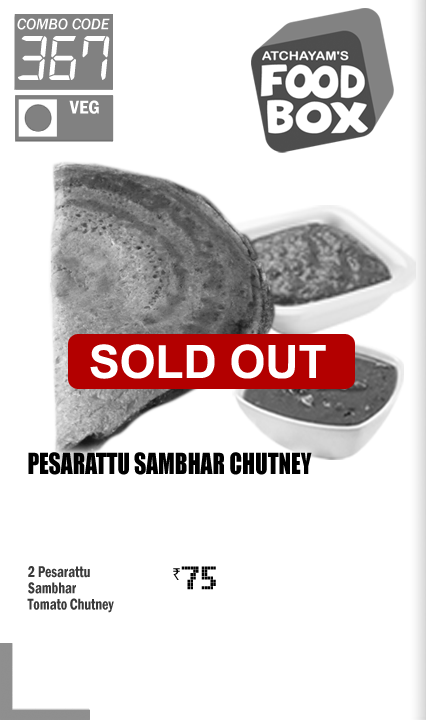 COMBO CODE
367
VEG
ATCHAYAM'S
FOOD
BOX
SOLD OUT
PESARATTU SAMBHAR CHUTNEY
2 Pesarattu
Sambhar
Tomato Chutney
₹75